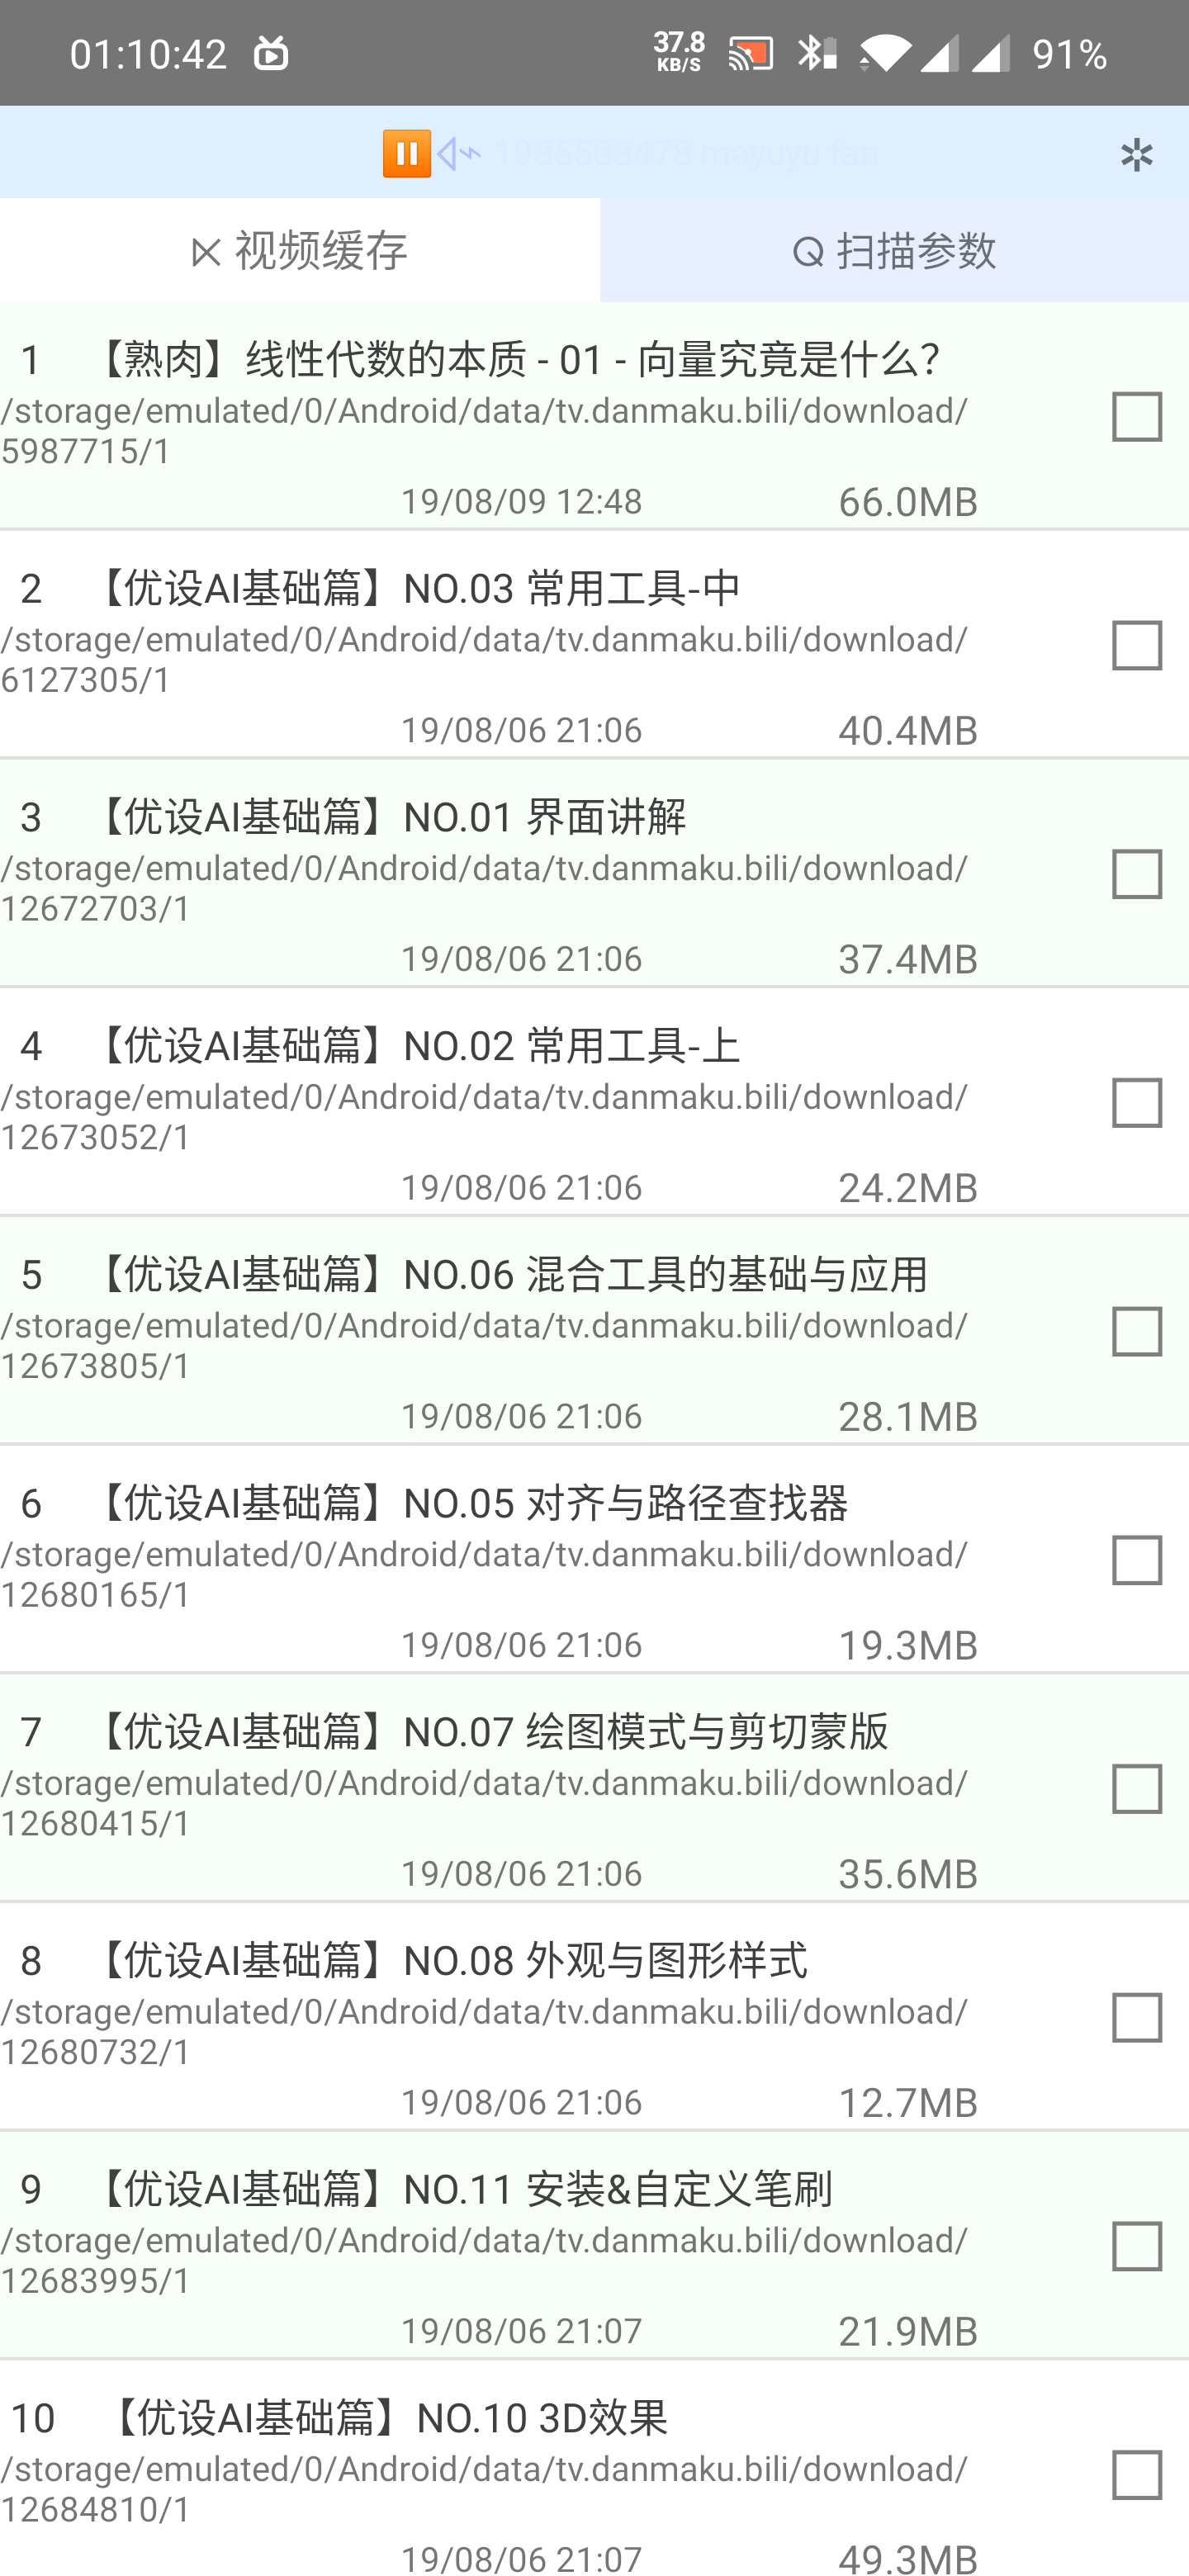 01:10:42 37.8 KB/S 91%
1935503478 mayuyu fan
视频缓存 扫描参数
1 【熟肉】线性代数的本质 - 01 - 向量究竟是什么？
/storage/emulated/0/Android/data/tv.danmaku.bili/download/
5987715/1
19/08/09 12:48 66.0MB
2 【优设AI基础篇】NO.03 常用工具-中
/storage/emulated/0/Android/data/tv.danmaku.bili/download/
6127305/1
19/08/06 21:06 40.4MB
3 【优设AI基础篇】NO.01 界面讲解
/storage/emulated/0/Android/data/tv.danmaku.bili/download/
12672703/1
19/08/06 21:06 37.4MB
4 【优设AI基础篇】NO.02 常用工具-上
/storage/emulated/0/Android/data/tv.danmaku.bili/download/
12673052/1
19/08/06 21:06 24.2MB
5 【优设AI基础篇】NO.06 混合工具的基础与应用
/storage/emulated/0/Android/data/tv.danmaku.bili/download/
12673805/1
19/08/06 21:06 28.1MB
6 【优设AI基础篇】NO.05 对齐与路径查找器
/storage/emulated/0/Android/data/tv.danmaku.bili/download/
12680165/1
19/08/06 21:06 19.3MB
7 【优设AI基础篇】NO.07 绘图模式与剪切蒙版
/storage/emulated/0/Android/data/tv.danmaku.bili/download/
12680415/1
19/08/06 21:06 35.6MB
8 【优设AI基础篇】NO.08 外观与图形样式
/storage/emulated/0/Android/data/tv.danmaku.bili/download/
12680732/1
19/08/06 21:06 12.7MB
9 【优设AI基础篇】NO.11 安装&自定义笔刷
/storage/emulated/0/Android/data/tv.danmaku.bili/download/
12683995/1
19/08/06 21:07 21.9MB
10 【优设AI基础篇】NO.10 3D效果
/storage/emulated/0/Android/data/tv.danmaku.bili/download/
12684810/1
19/08/06 21:07 49.3MB